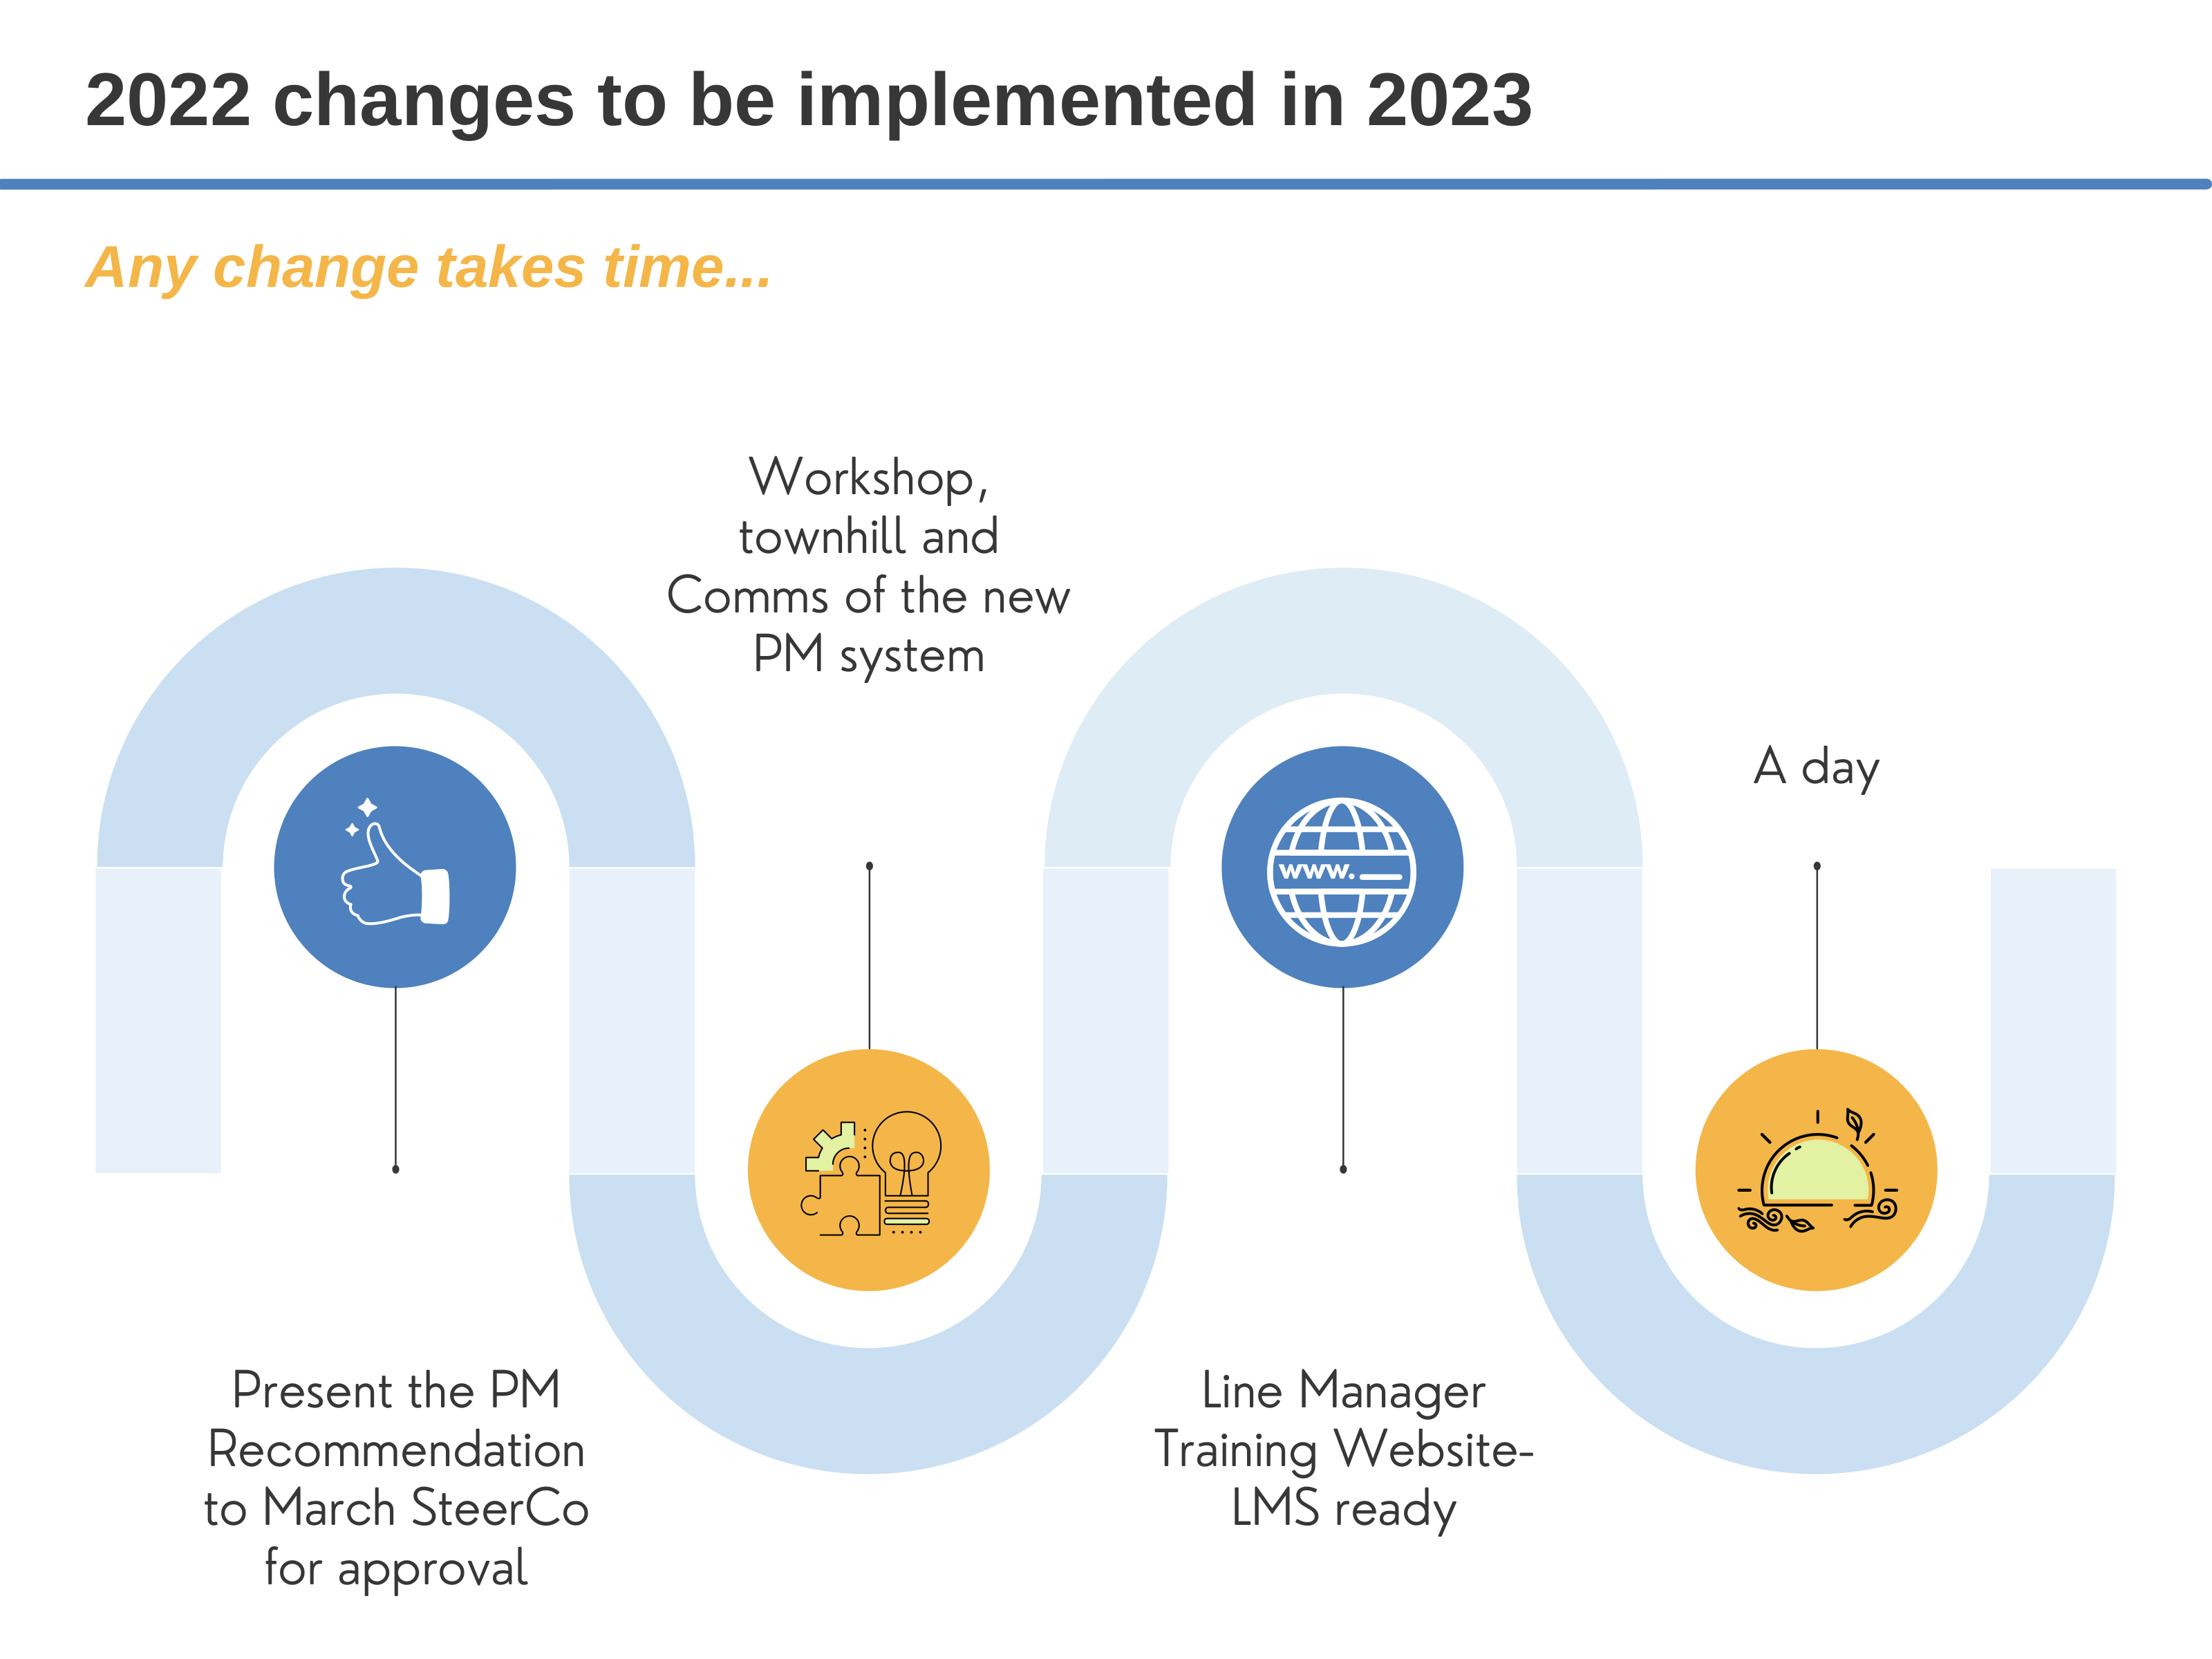 2022 changes to be implemented in 2023
Any change takes time...
Present the PM
Recommendation
to March SteerCo
for approval
Workshop,
townhill and
Comms of the new
PM system
www.
Line Manager
Training Website-
LMS ready
A day